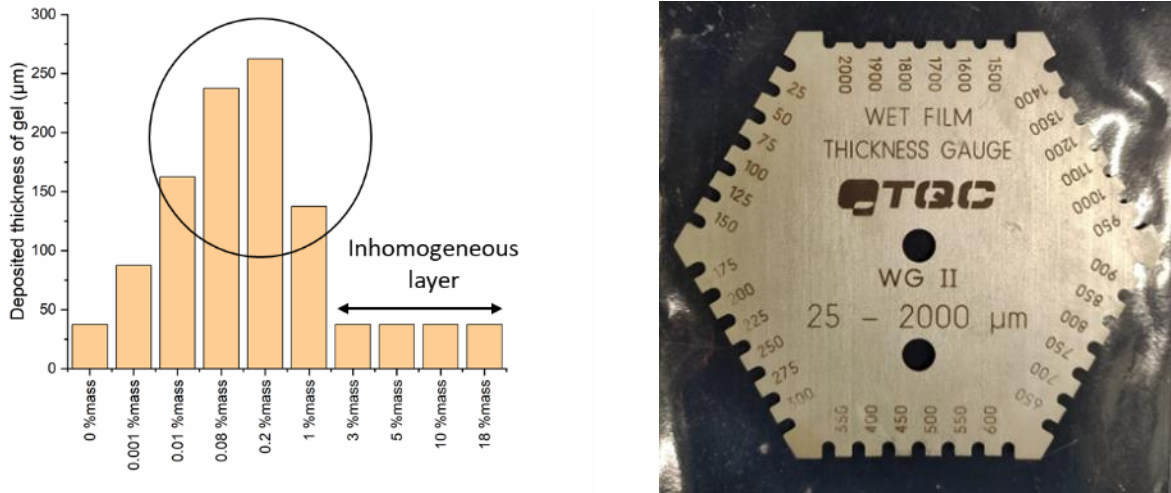 Deposited thickness of gel (µm)
300
250
200
150
100
50
0
Inhomogeneous
layer
0 %mass
0.001 %mass
0.01 %mass
0.08 %mass
0.2 %mass
1 %mass
3 %mass
5 %mass
10 %mass
18 %mass
2000 1900 1800 1700 1600 1500
1400
1300
1200
1100
1000
950
25
50
75
100
125
150
WET FILM
THICKNESS GAUGE
TQC
WG II
25 – 2000 µm
175
200
225
250
275
300
900
850
800
750
700
650
350 400 450 500 550 600